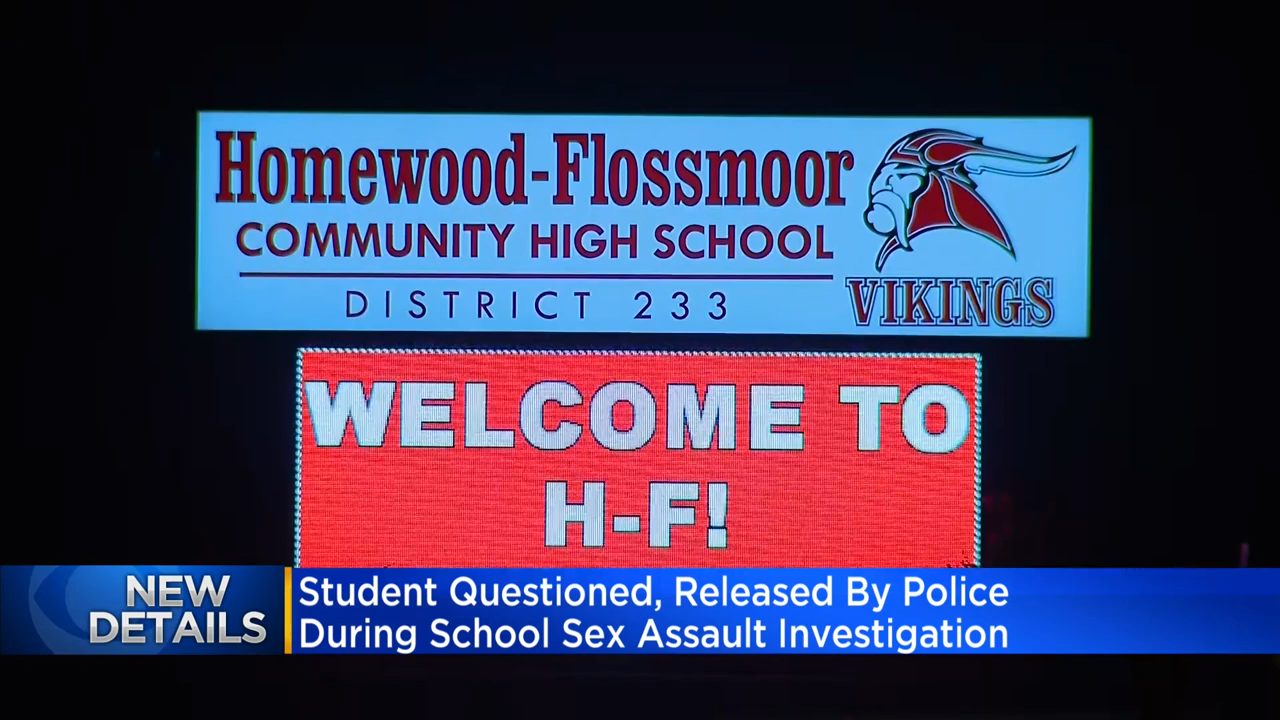 Homewood-Flossmoor
COMMUNITY HIGH SCHOOL
DISTRICT 233
VIKINGS
WELCOME TO
H-F!
NEW
DETAILS
Student Questioned, Released By Police
During School Sex Assault Investigation